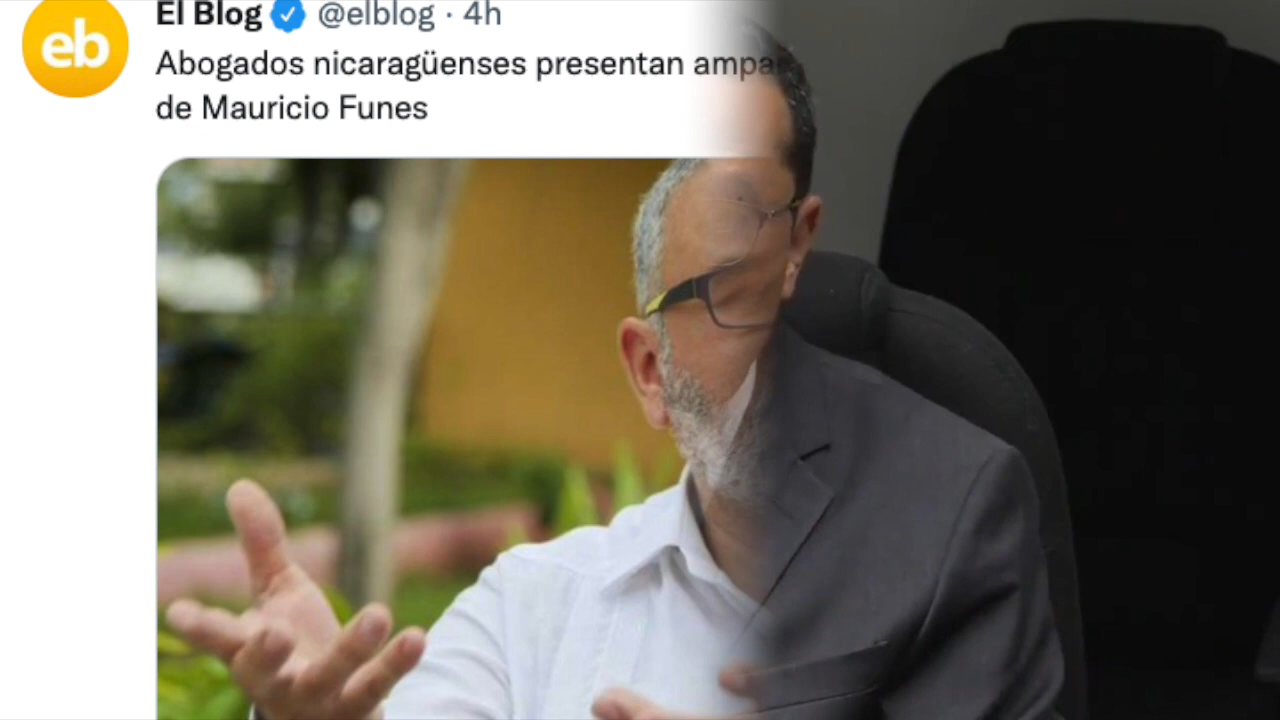 eb
El Blog @elblog · 4h
Abogados nicaragüenses presentan
de Mauricio Funes